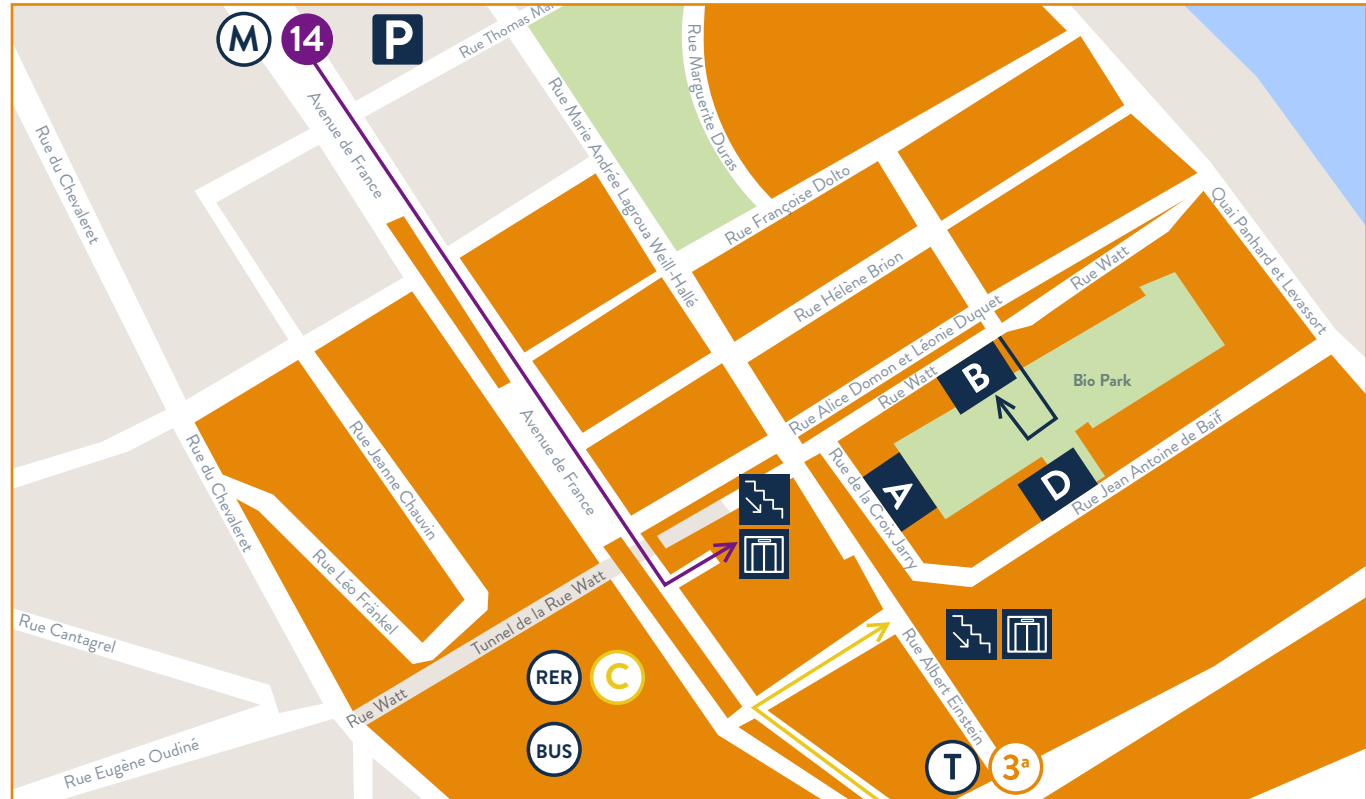 M 14 P
Rue Thomas Ma
Avenue de France
Rue du Chevaleret
Rue Marie Andrée Lagroua Weill-Hallé
Rue Marguerite Duras
Rue Françoise Dolto
Quai Panhard et Levassort
Rue Hélène Brion
Rue Watt
Rue Alice Domon et Léonie Duquet
Rue Watt
B
Bio Park
Avenue de France
Rue Jeanne Chauvin
Rue du Chevaleret
Rue de la Croix Jarry
A
D
Rue Jean Antoine de Baïf
Rue Léo Fränkel
Tunnel de la Rue Watt
Rue Cantagrel
RER C
Rue Albert Einstein
Rue Watt
BUS
Rue Eugène Oudiné
T 3ª